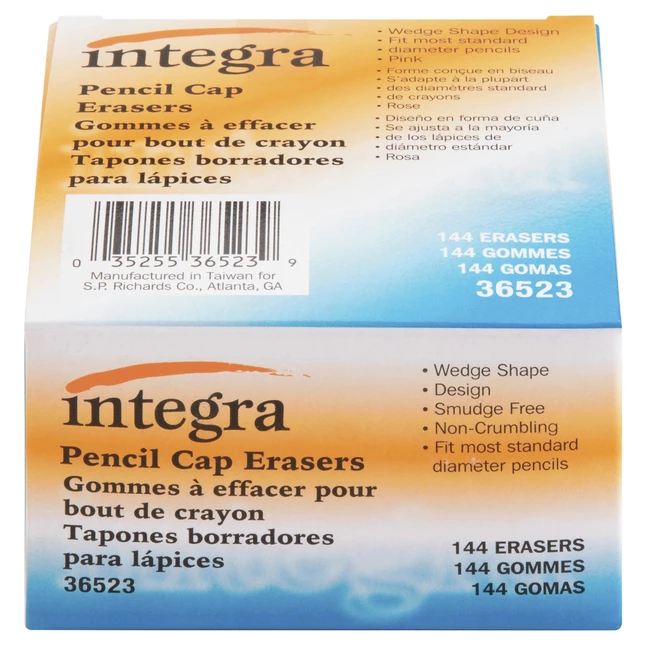 integra
Pencil Cap
Erasers
Gommes à effacer
pour bout de crayon
Tapones borradores
para lápices
• Wedge Shape Design
• Fit most standard
• diameter pencils
• Pink
• Forme conçue en biseau
• S'adapte à la plupart
• des diamètres standard
• de crayons
• Rose
• Diseño en forma de cuña
• Se ajusta a la mayoría
• de los lápices de
• diámetro estándar
• Rosa
0 35255 36523 9
Manufactured in Taiwan for
S.P. Richards Co., Atlanta, GA
144 ERASERS
144 GOMMES
144 GOMAS
36523
integra
Pencil Cap Erasers
Gommes à effacer pour
bout de crayon
Tapones borradores
para lápices
36523
• Wedge Shape
• Design
• Smudge Free
• Non-Crumbling
• Fit most standard
diameter pencils
144 ERASERS
144 GOMMES
144 GOMAS